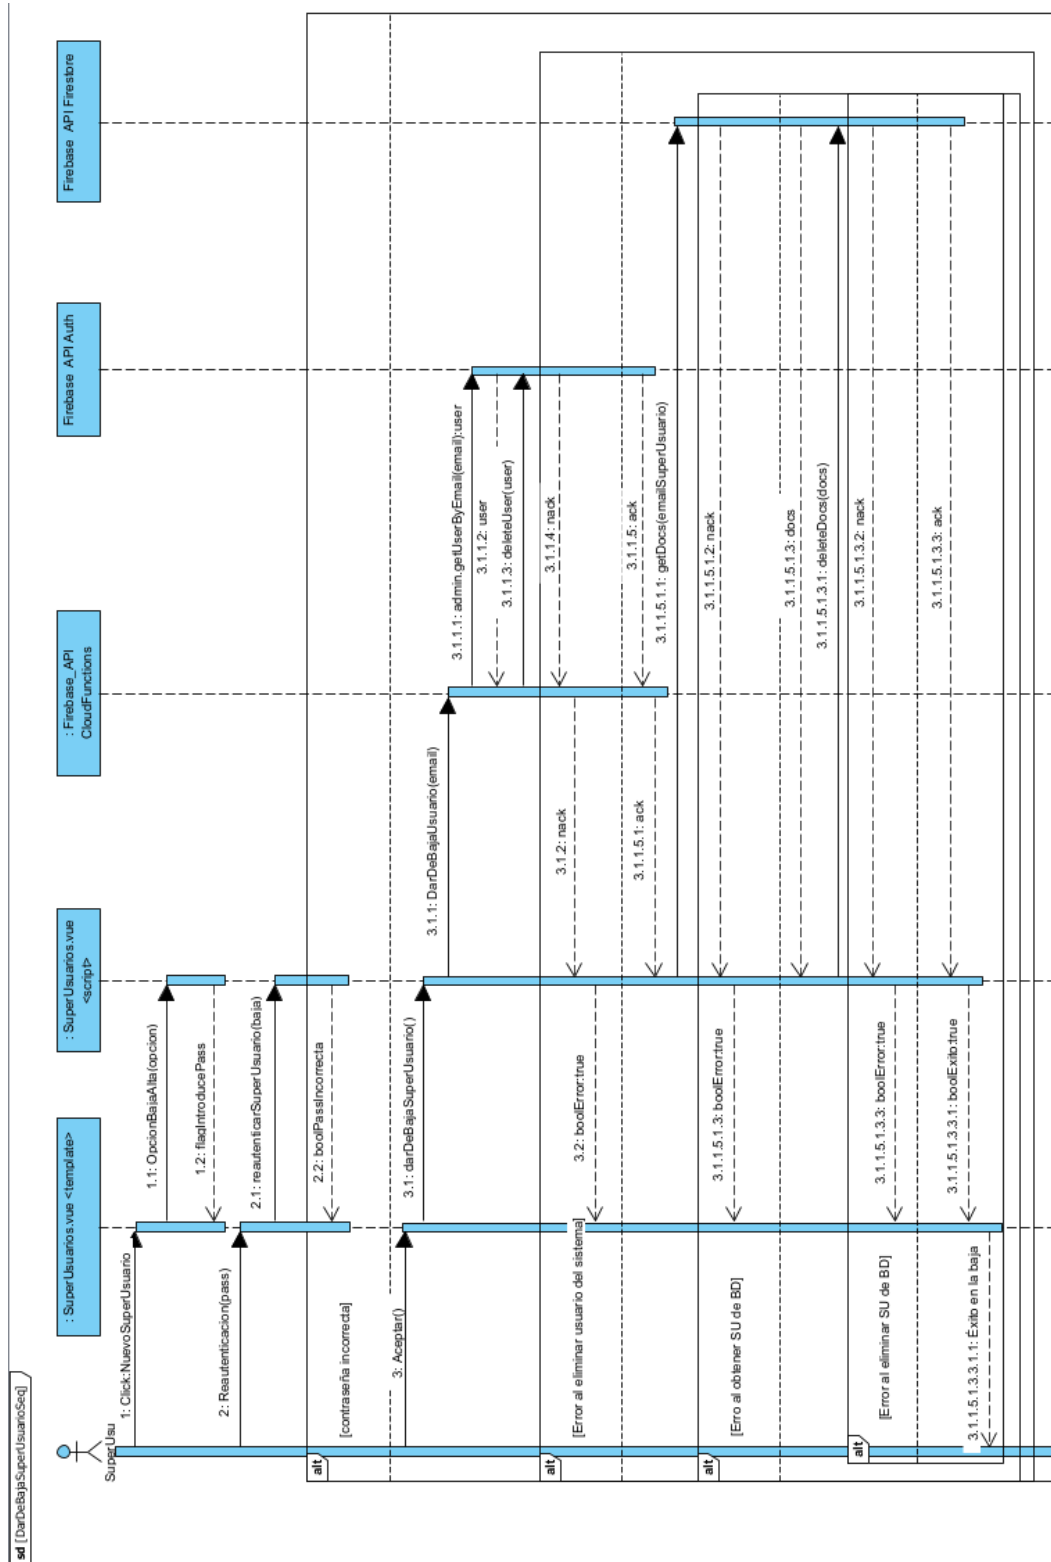 sd [DarDeBajaSuperUsuarioSeq]
SuperUsu
: SuperUsuarios.vue <template>
: SuperUsuarios.vue
<script>
: Firebase_API
CloudFunctions
Firebase API Auth
Firebase API Firestore
1: Click:NuevoSuperUsuario
1.1: OpcionBajaAlta(opcion)
1.2: flagIntroducePass
2: Reautenticacion(pass)
2.1: reautenticarSuperUsuario(baja)
alt
[contraseña incorrecta]
2.2: boolPassIncorrecta
3: Aceptar()
3.1: darDeBajaSuperUsuario()
3.1.1: DarDeBajaUsuario(email)
3.1.1.1: admin.getUserByEmail(email):user
3.1.1.2: user
3.1.1.3: deleteUser(user)
alt
[Error al eliminar usuario del sistema]
3.1.1.4: nack
3.1.2: nack
3.2: boolError:true
3.1.1.5: ack
3.1.1.5.1: ack
3.1.1.5.1.1: getDocs(emailSuperUsuario)
alt
[Erro al obtener SU de BD]
3.1.1.5.1.2: nack
3.1.1.5.1.3: boolError:true
3.1.1.5.1.3: docs
3.1.1.5.1.3.1: deleteDocs(docs)
alt
[Error al eliminar SU de BD]
3.1.1.5.1.3.2: nack
3.1.1.5.1.3.3: boolError:true
3.1.1.5.1.3.3: ack
3.1.1.5.1.3.3.1: boolExito:true
3.1.1.5.1.3.3.1.1: Éxito en la baja